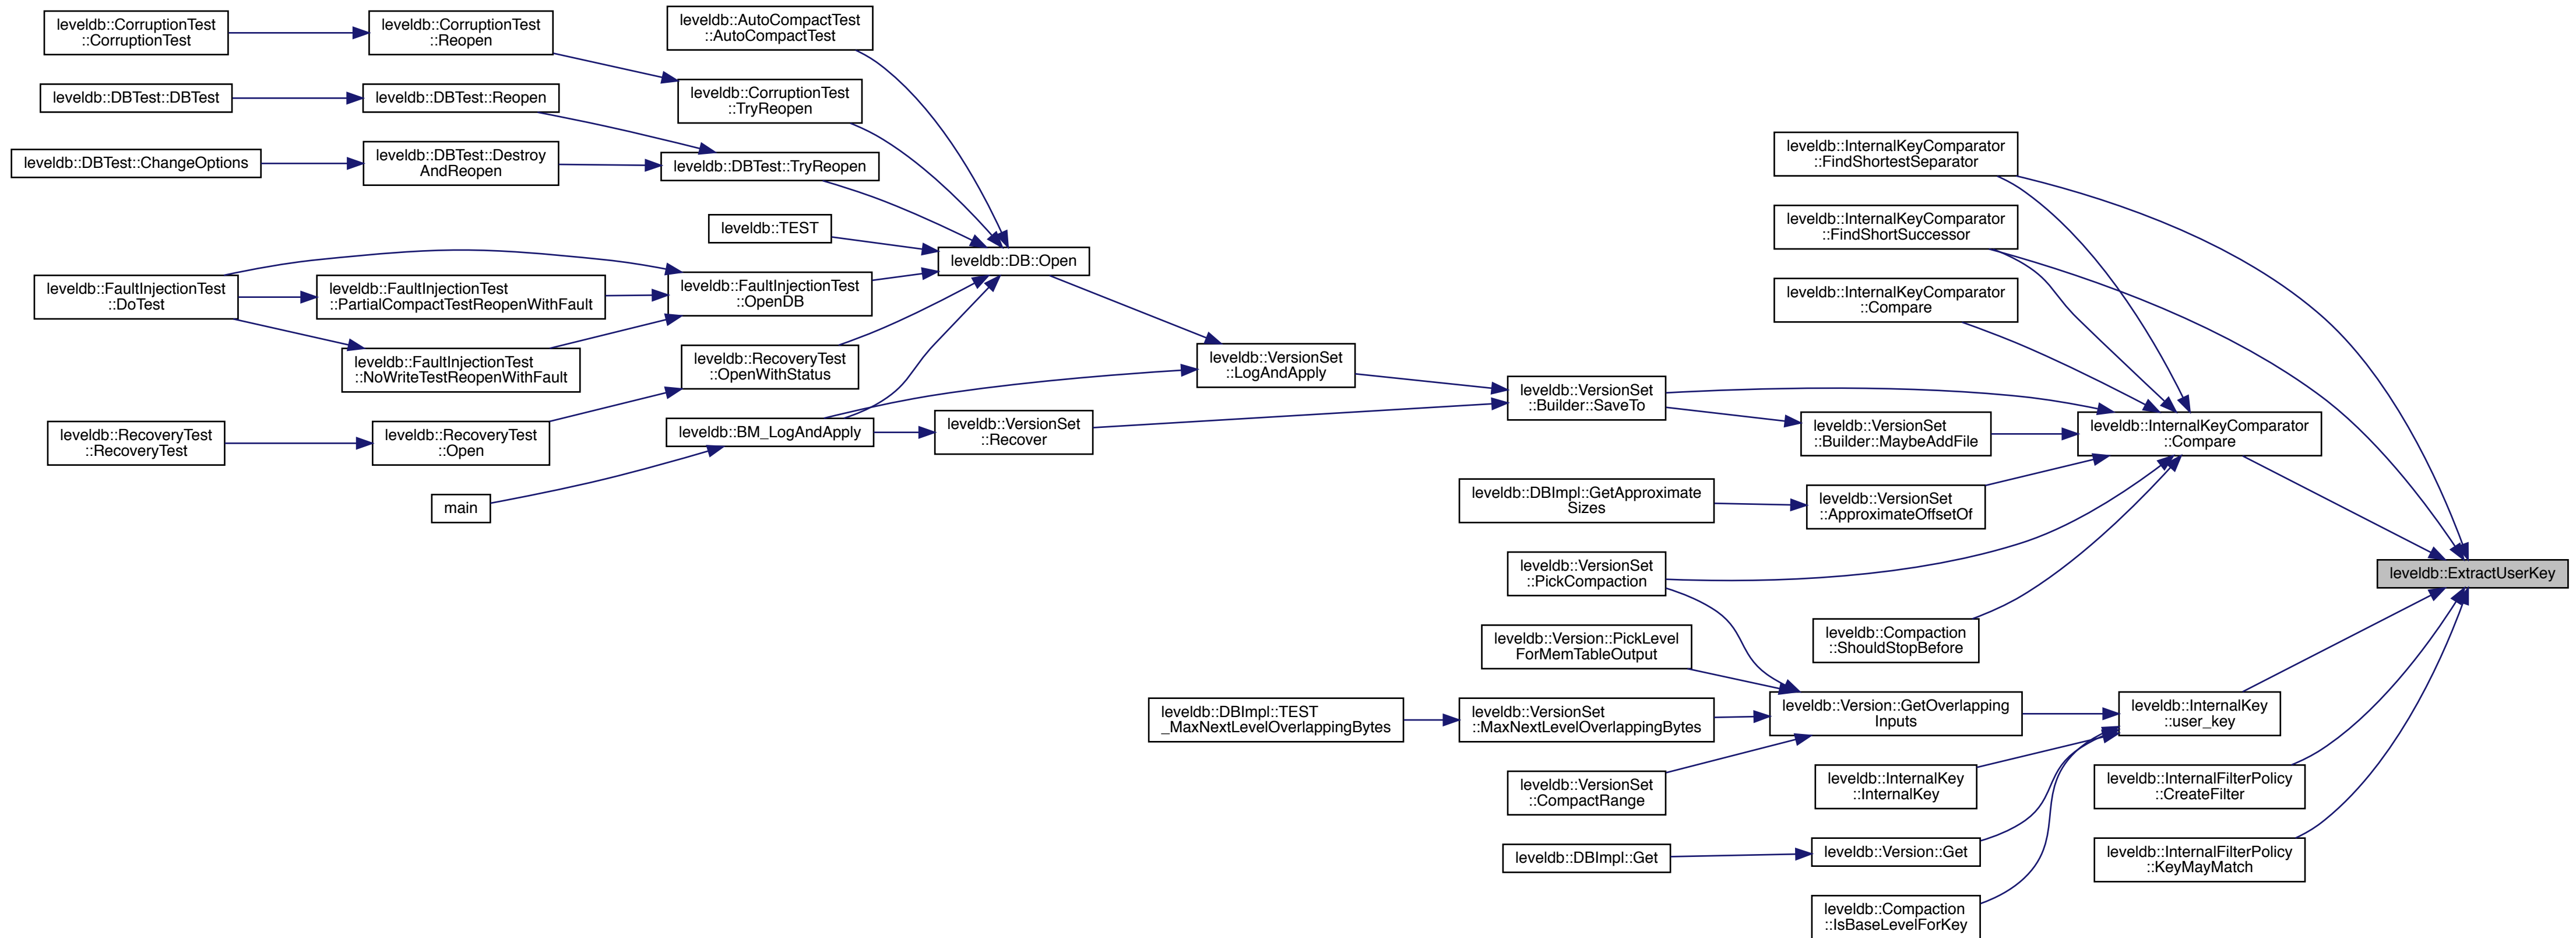 leveldb::CorruptionTest
::CorruptionTest
leveldb::CorruptionTest
::Reopen
leveldb::AutoCompactTest
::AutoCompactTest
leveldb::CorruptionTest
::TryReopen
leveldb::DBTest::DBTest
leveldb::DBTest::Reopen
leveldb::DBTest::ChangeOptions
leveldb::DBTest::Destroy
AndReopen
leveldb::DBTest::TryReopen
leveldb::TEST
leveldb::DB::Open
leveldb::FaultInjectionTest
::DoTest
leveldb::FaultInjectionTest
::PartialCompactTestReopenWithFault
leveldb::FaultInjectionTest
::OpenDB
leveldb::FaultInjectionTest
::NoWriteTestReopenWithFault
leveldb::RecoveryTest
::OpenWithStatus
leveldb::RecoveryTest
::RecoveryTest
leveldb::RecoveryTest
::Open
leveldb::BM_LogAndApply
main
leveldb::VersionSet
::LogAndApply
leveldb::VersionSet
::Recover
leveldb::VersionSet
::Builder::SaveTo
leveldb::InternalKeyComparator
::FindShortestSeparator
leveldb::InternalKeyComparator
::FindShortSuccessor
leveldb::InternalKeyComparator
::Compare
leveldb::VersionSet
::Builder::MaybeAddFile
leveldb::InternalKeyComparator
::Compare
leveldb::DBImpl::GetApproximate
Sizes
leveldb::VersionSet
::ApproximateOffsetOf
leveldb::VersionSet
::PickCompaction
leveldb::ExtractUserKey
leveldb::Compaction
::ShouldStopBefore
leveldb::Version::PickLevel
ForMemTableOutput
leveldb::DBImpl::TEST
_MaxNextLevelOverlappingBytes
leveldb::VersionSet
::MaxNextLevelOverlappingBytes
leveldb::Version::GetOverlapping
Inputs
leveldb::InternalKey
::user_key
leveldb::VersionSet
::CompactRange
leveldb::InternalKey
::InternalKey
leveldb::InternalFilterPolicy
::CreateFilter
leveldb::DBImpl::Get
leveldb::Version::Get
leveldb::InternalFilterPolicy
::KeyMayMatch
leveldb::Compaction
::IsBaseLevelForKey